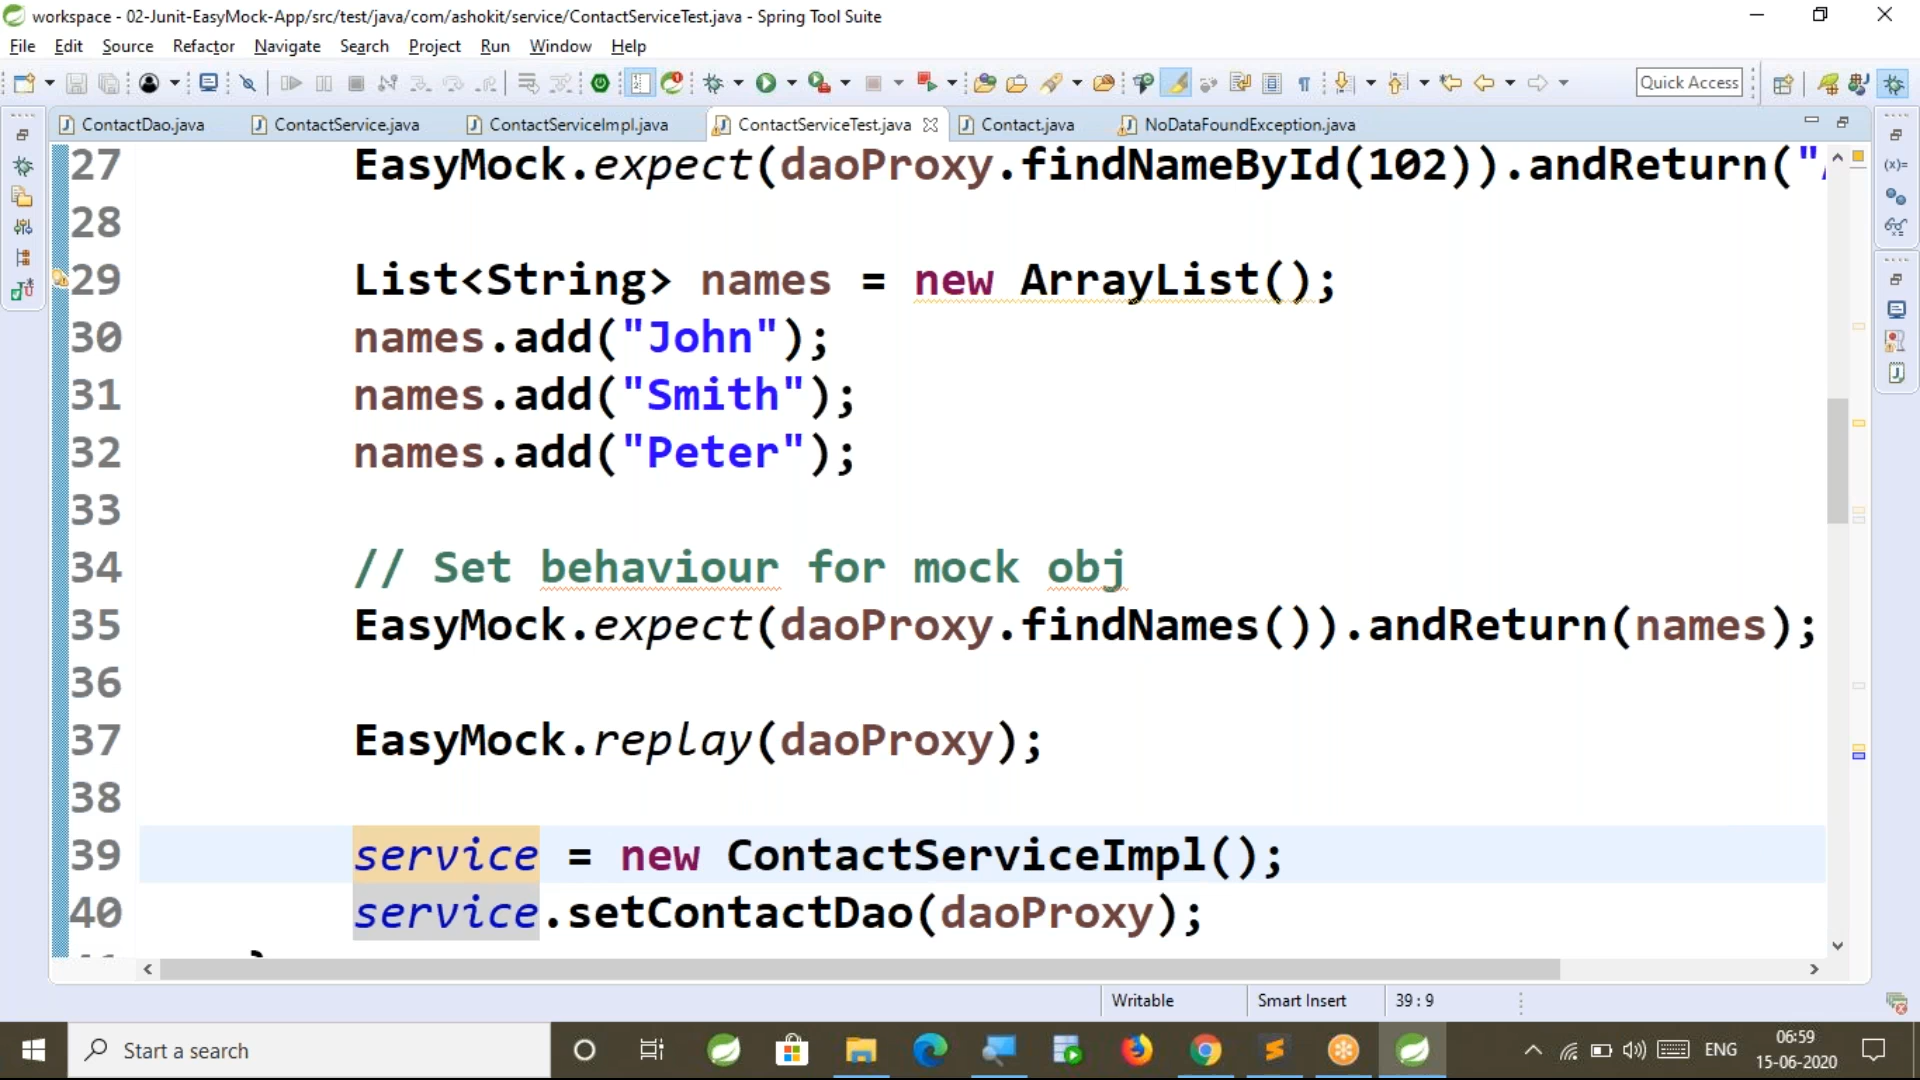 workspace - 02-Junit-EasyMock-App/src/test/java/com/ashokit/service/ContactServiceTest.java - Spring Tool Suite
File Edit Source Refactor Navigate Search Project Run Window Help
Quick Access
ContactDao.java ContactService.java ContactServiceImpl.java ContactServiceTest.java Contact.java NoDataFoundException.java
27 EasyMock.expect(daoProxy.findNameById(102)).andReturn("
28
29 List<String> names = new ArrayList();
30 names.add("John");
31 names.add("Smith");
32 names.add("Peter");
33
34 // Set behaviour for mock obj
35 EasyMock.expect(daoProxy.findNames()).andReturn(names);
36
37 EasyMock.replay(daoProxy);
38
39 service = new ContactServiceImpl();
40 service.setContactDao(daoProxy);
Writable Smart Insert 39 : 9
Start a search
ENG
06:59
15-06-2020